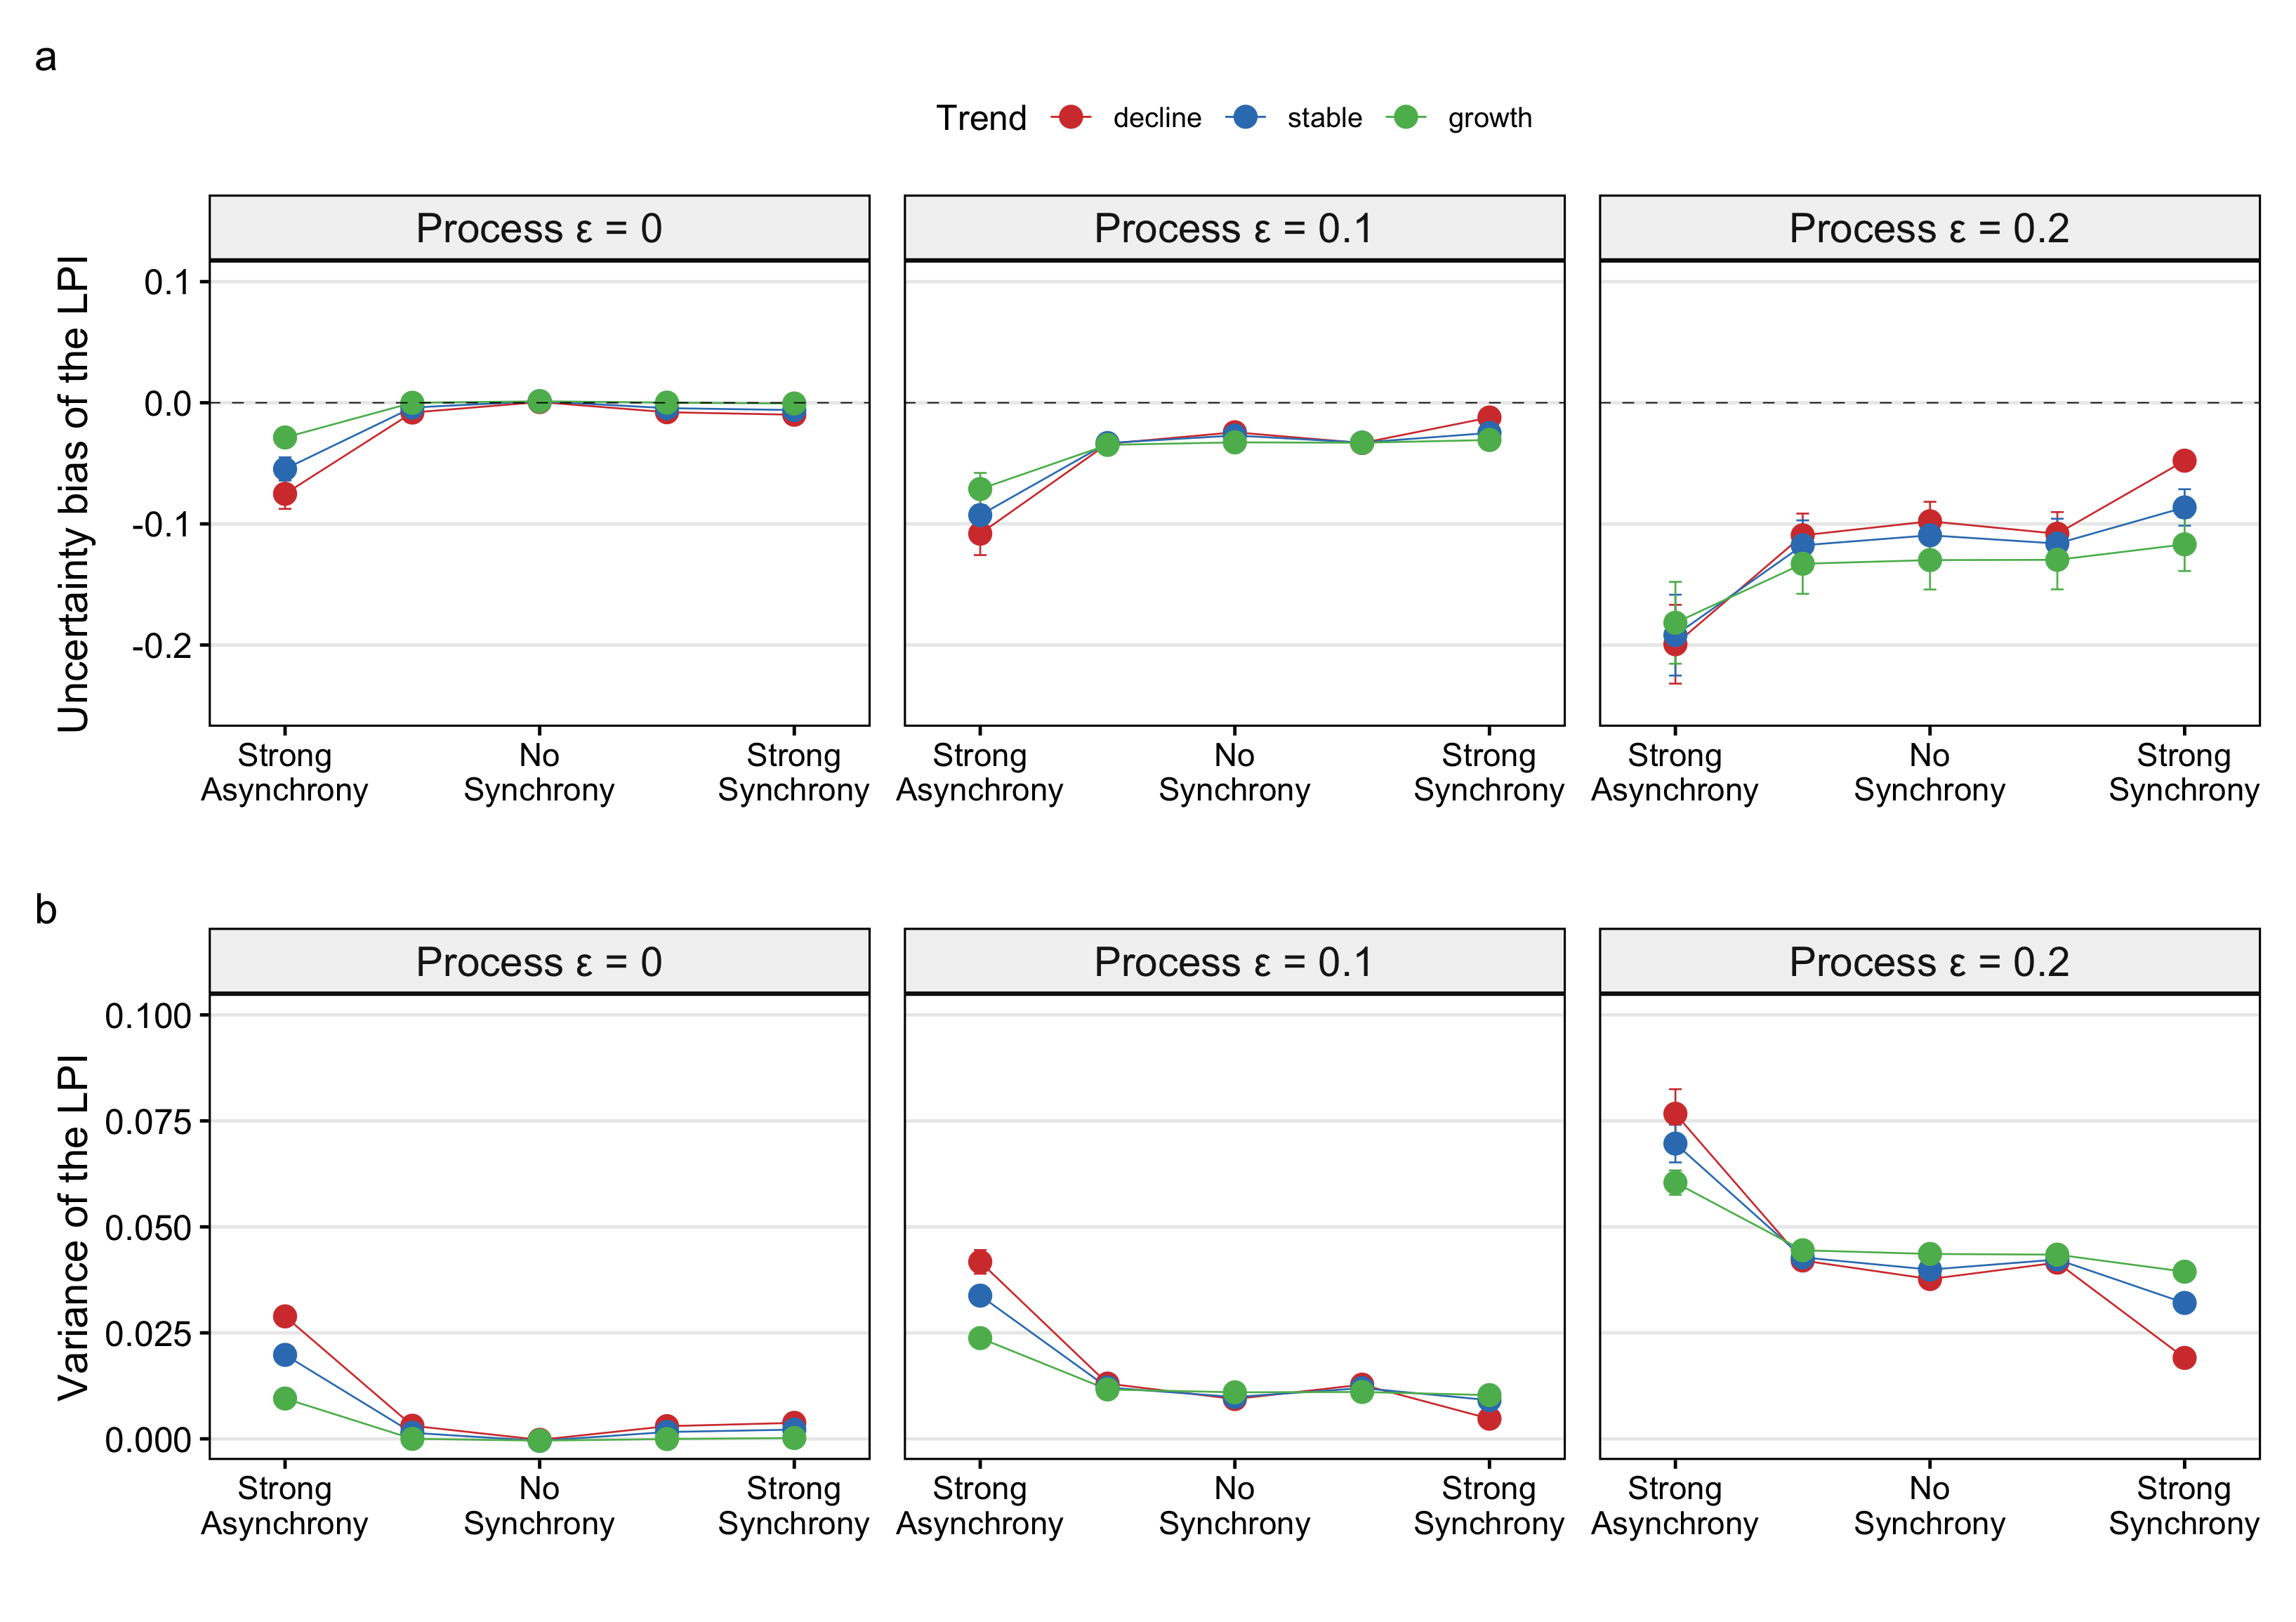 a
Trend decline stable growth
Process ε = 0 Process ε = 0.1 Process ε = 0.2
Uncertainty bias of the LPI
0.1
0.0
-0.1
-0.2
Strong No Strong Strong No Strong Strong No Strong
Asynchrony Synchrony Synchrony Asynchrony Synchrony Synchrony Asynchrony Synchrony Synchrony
b
Process ε = 0 Process ε = 0.1 Process ε = 0.2
Variance of the LPI
0.100
0.075
0.050
0.025
0.000
Strong No Strong Strong No Strong Strong No Strong
Asynchrony Synchrony Synchrony Asynchrony Synchrony Synchrony Asynchrony Synchrony Synchrony